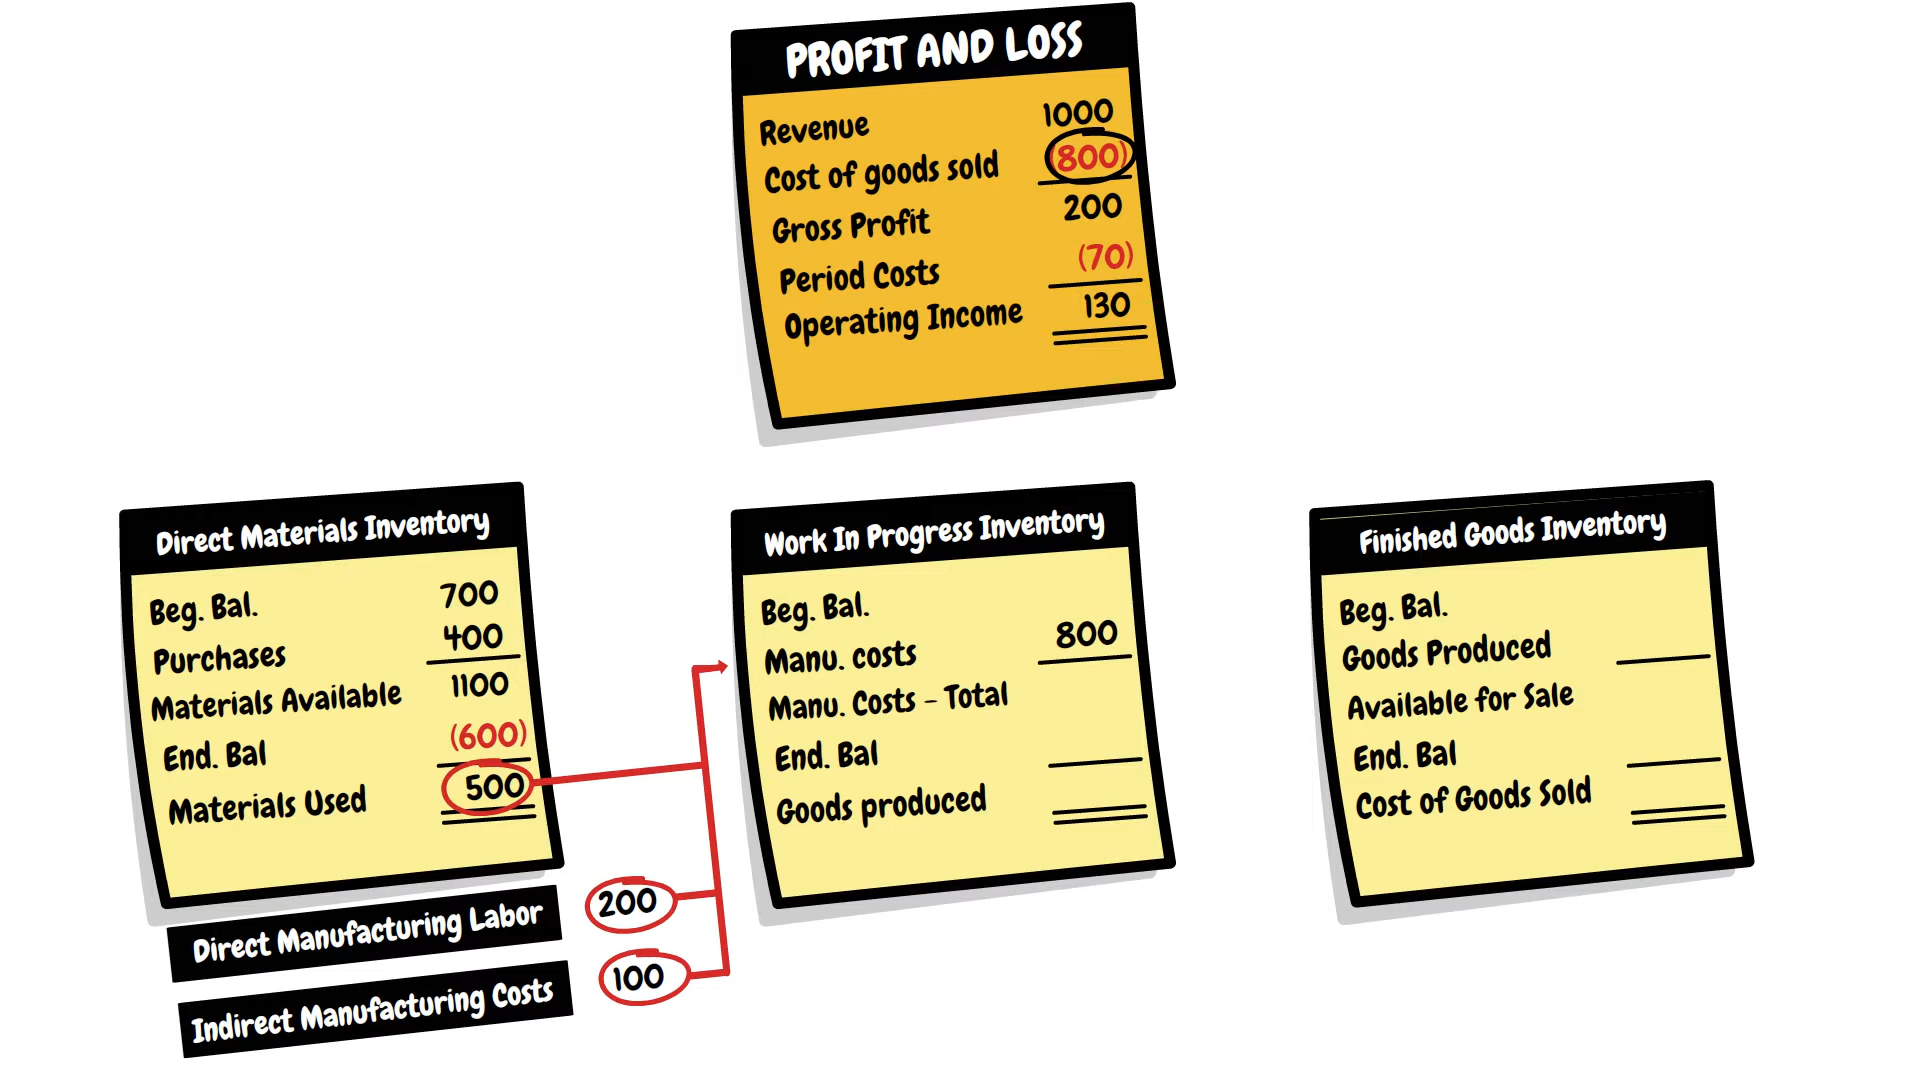 PROFIT AND LOSS
Revenue 1000
Cost of goods sold (800)
Gross Profit 200
Period Costs (70)
Operating Income 130
Direct Materials Inventory
Beg. Bal. 700
Purchases 400
Materials Available 1100
End. Bal (600)
Materials Used 500
Direct Manufacturing Labor 200
Indirect Manufacturing Costs 100
Work In Progress Inventory
Beg. Bal.
Manu. costs 800
Manu. Costs - Total
End. Bal
Goods produced
Finished Goods Inventory
Beg. Bal.
Goods Produced
Available for Sale
End. Bal
Cost of Goods Sold